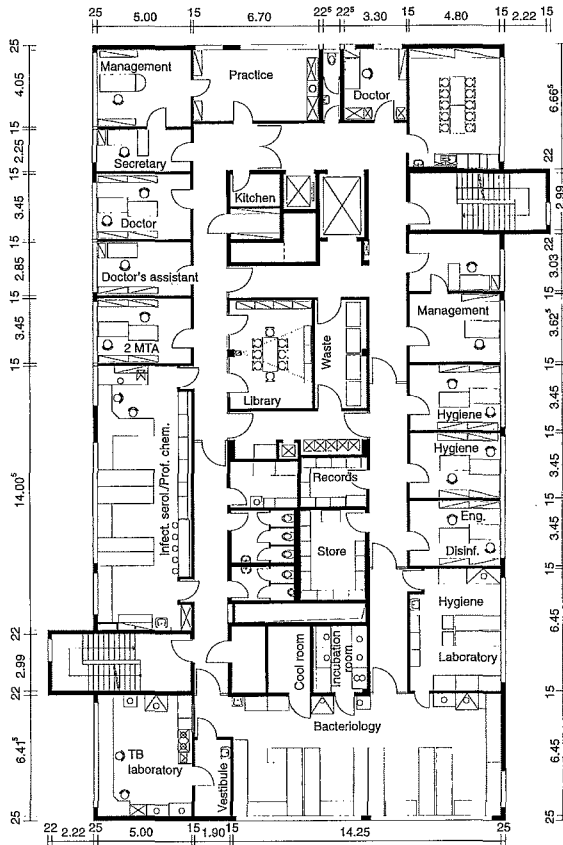 25 5.00 15 6.70 22⁵ 22⁵ 3.30 15 4.80 2.22 15
25
4.05
15
2.25
15
3.45
15
2.85
15
3.45
15
14.00⁵
22
2.99
22
6.41⁵
25
Management
Practice
Doctor
Secretary
Kitchen
Doctor
Doctor's assistant
Management
2 MTA
Library
Waste
Hygiene
Hygiene
Infect. serol./Prof. chem.
Records
Eng.
Disinf.
Store
Hygiene
Laboratory
Cool room
Incubation
room
Bacteriology
TB
laboratory
Vestibule
25
6.66⁵
22
2.99
22
3.03
15
3.62⁵
15
3.45
15
3.45
15
3.45
15
6.45
15
6.45
25
22 2.22 25 5.00 15 1.90 15 14.25 25